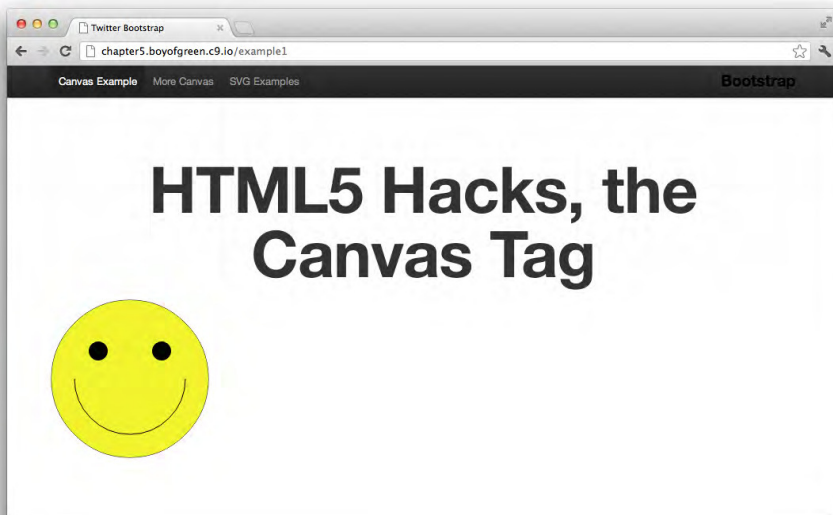 Twitter Bootstrap
chapter5.boyofgreen.c9.io/example1
Canvas Example More Canvas SVG Examples Bootstrap
HTML5 Hacks, the
Canvas Tag